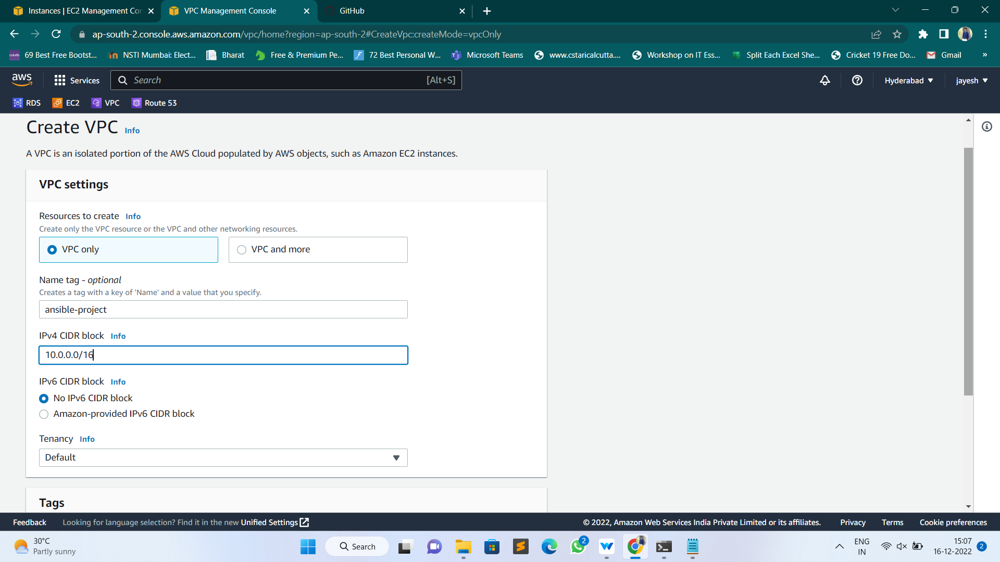 Instances | EC2 Management Con
VPC Management Console
GitHub
ap-south-2.console.aws.amazon.com/vpc/home?region=ap-south-2#CreateVpc:createMode=vpcOnly
69 Best Free Bootst...
NSTI Mumbai: Elect...
Bharat
Free & Premium Pe...
72 Best Personal W...
Microsoft Teams
www.cstaricalcutta....
Workshop on IT Ess...
Split Each Excel She...
Cricket 19 Free Do...
Gmail
»
aws
Services
Search
[Alt+S]
Hyderabad
jayesh
RDS
EC2
VPC
Route 53
Create VPC Info
A VPC is an isolated portion of the AWS Cloud populated by AWS objects, such as Amazon EC2 instances.
VPC settings
Resources to create Info
Create only the VPC resource or the VPC and other networking resources.
VPC only
VPC and more
Name tag - optional
Creates a tag with a key of 'Name' and a value that you specify.
ansible-project
IPv4 CIDR block Info
10.0.0.0/16
IPv6 CIDR block Info
No IPv6 CIDR block
Amazon-provided IPv6 CIDR block
Tenancy Info
Default
Tags
Feedback
Looking for language selection? Find it in the new Unified Settings
© 2022, Amazon Web Services India Private Limited or its affiliates.
Privacy
Terms
Cookie preferences
30°C
Partly sunny
Search
2
ENG
IN
15:07
16-12-2022
2